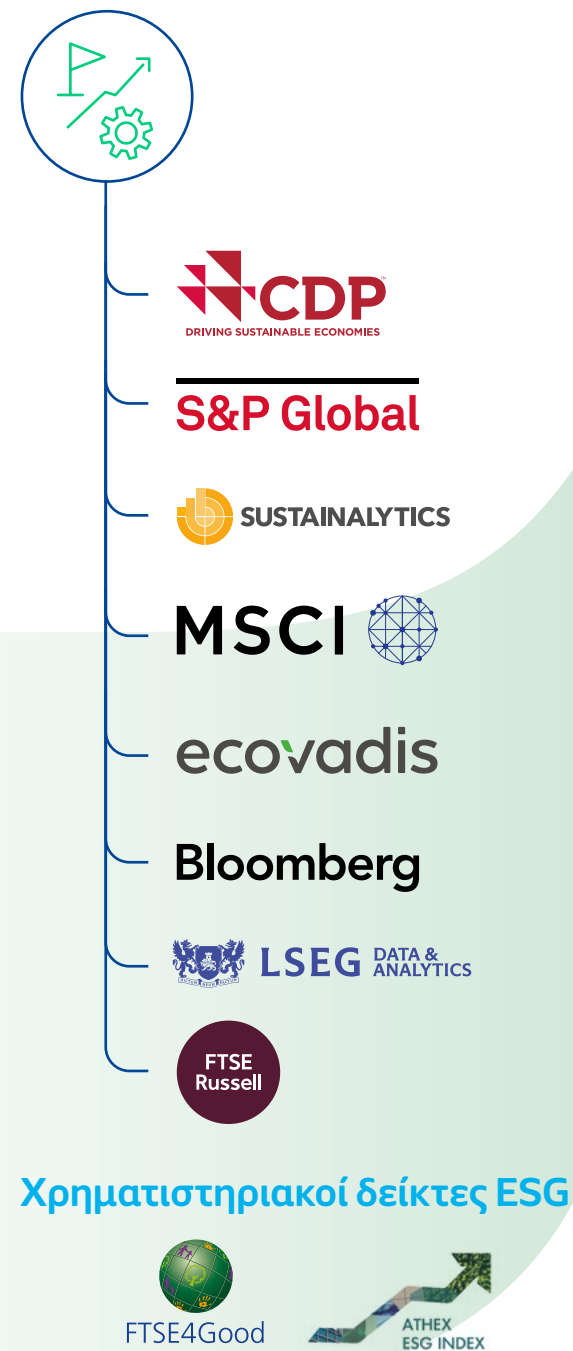 CDP™
DRIVING SUSTAINABLE ECONOMIES
S&P Global
SUSTAINALYTICS
MSCI
ecovadis
Bloomberg
LSEG DATA &
ANALYTICS
FTSE
Russell
Χρηματιστηριακοί δείκτες ESG
FTSE4Good
ATHEX
ESG INDEX